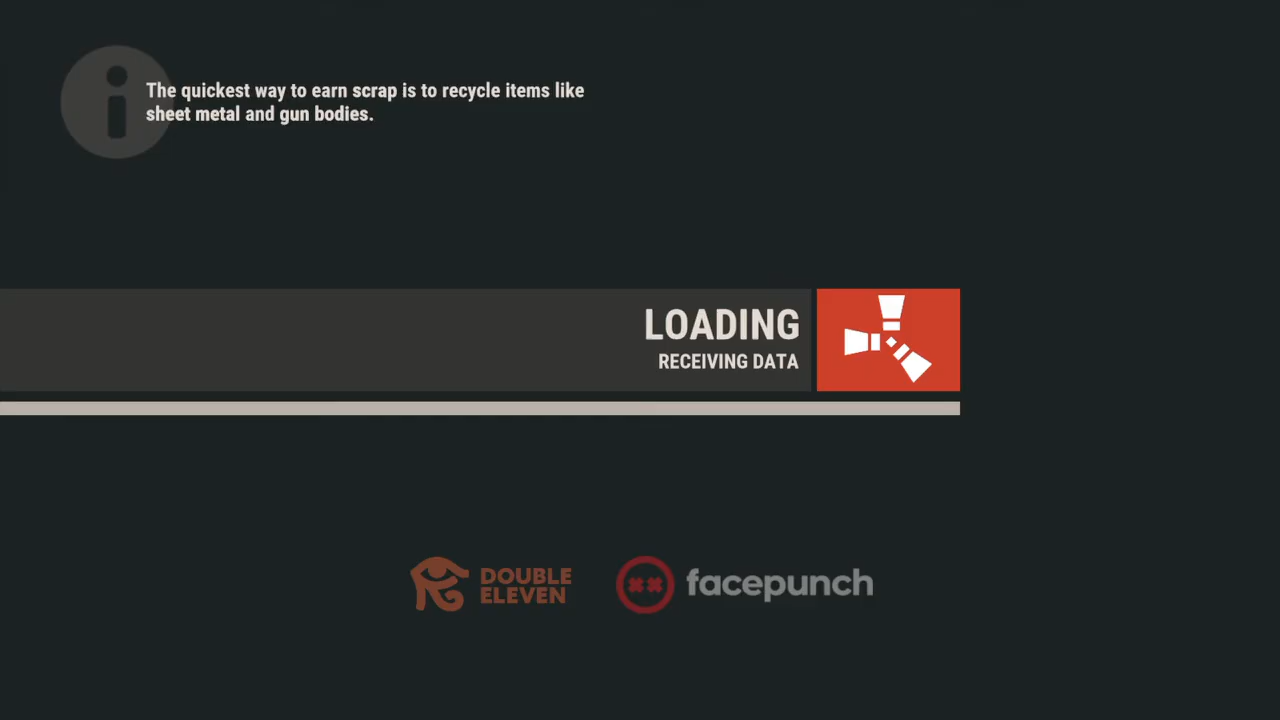 The quickest way to earn scrap is to recycle items like
sheet metal and gun bodies.
LOADING
RECEIVING DATA
DOUBLE
ELEVEN
facepunch